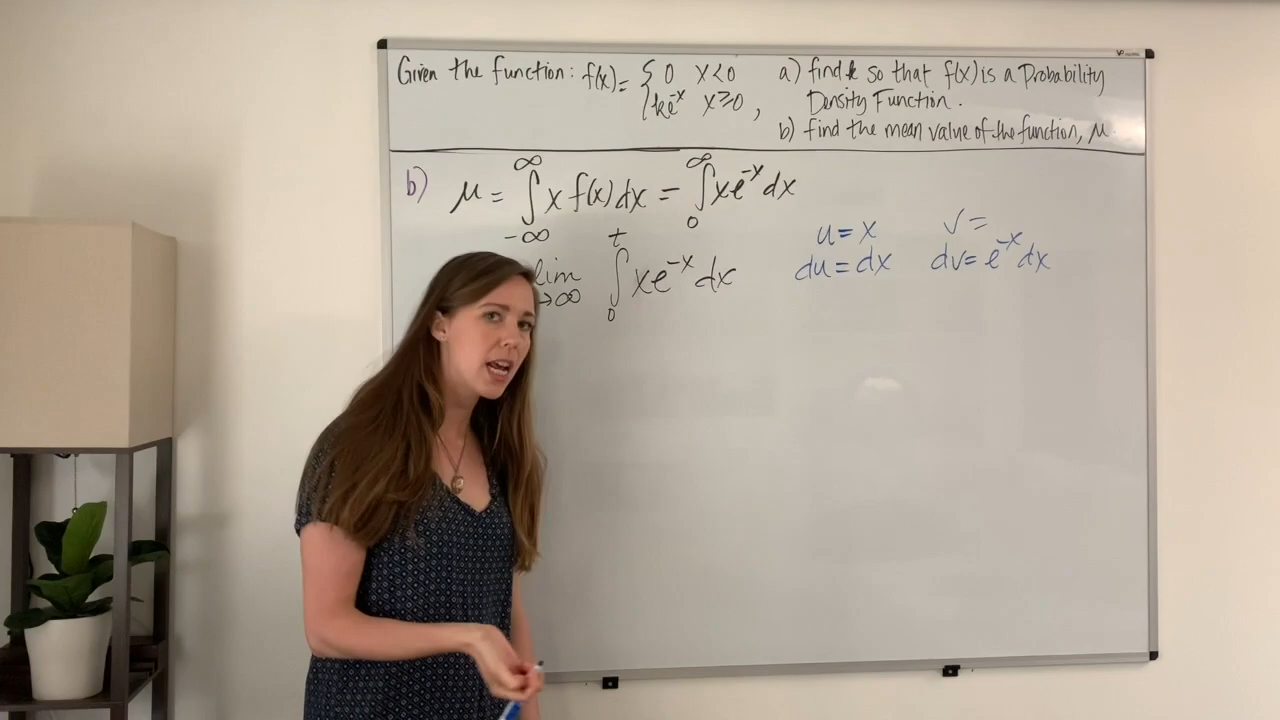 Given the function: f(x)= { 0 x<0
ke^-x x≥0 ,
a) find k so that f(x) is a Probability
Density Function.
b) find the mean value of the function, μ.
b) μ = ∫_-∞^∞ x f(x) dx = ∫_0^∞ xe^-x dx
lim →∞ ∫_0^t xe^-x dx
u = x v =
du = dx dv = e^-x dx